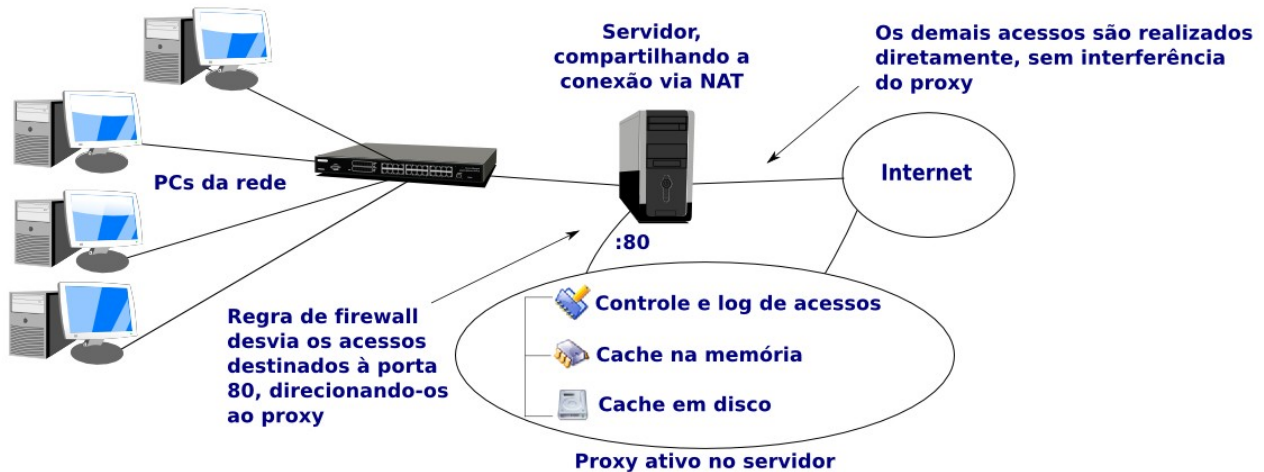 Servidor,
compartilhando a
conexão via NAT
Os demais acessos são realizados
diretamente, sem interferência
do proxy
PCs da rede
Internet
:80
Regra de firewall
desvia os acessos
destinados à porta
80, direcionando-os
ao proxy
Controle e log de acessos
Cache na memória
Cache em disco
Proxy ativo no servidor